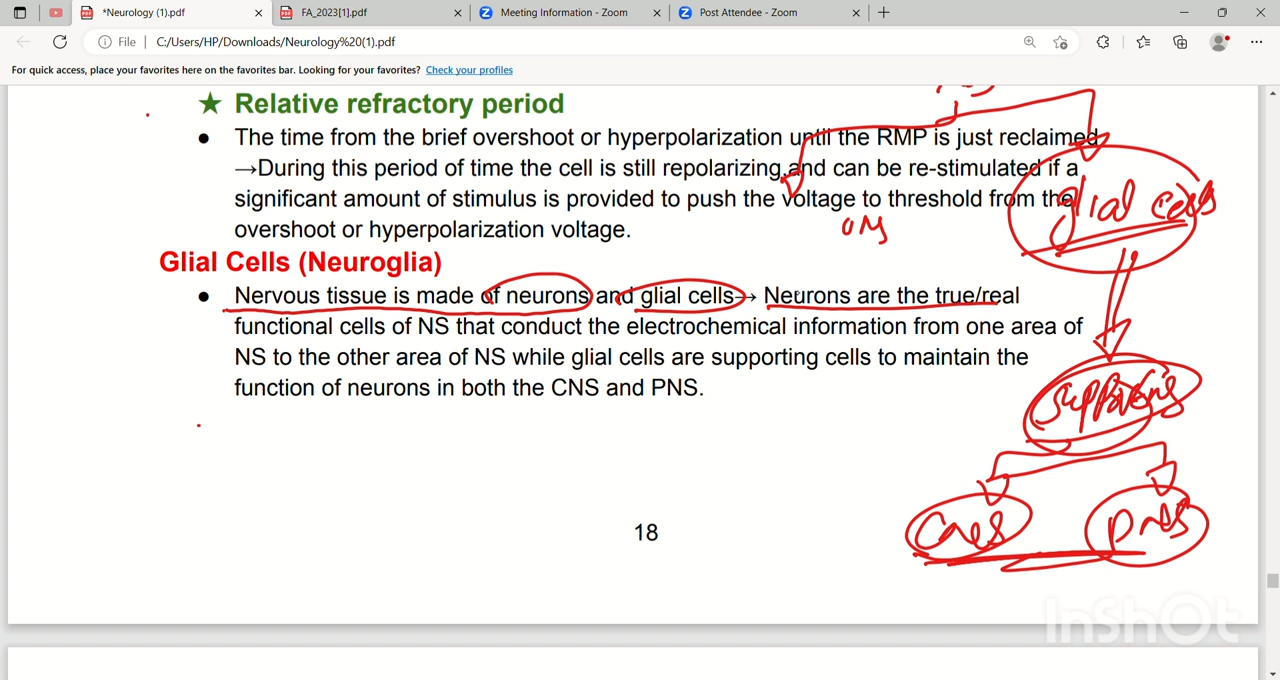 *Neurology (1).pdf
FA_2023[1].pdf
Meeting Information - Zoom
Post Attendee - Zoom
File
C:/Users/HP/Downloads/Neurology%20(1).pdf
For quick access, place your favorites here on the favorites bar. Looking for your favorites? Check your profiles
★ Relative refractory period
● The time from the brief overshoot or hyperpolarization until the RMP is just reclaimed
→During this period of time the cell is still repolarizing and can be re-stimulated if a
significant amount of stimulus is provided to push the voltage to threshold from the
overshoot or hyperpolarization voltage.
glial cells
Glial Cells (Neuroglia)
● Nervous tissue is made of neurons and glial cells→ Neurons are the true/real
functional cells of NS that conduct the electrochemical information from one area of
NS to the other area of NS while glial cells are supporting cells to maintain the
function of neurons in both the CNS and PNS.
supporting
CNS PNS
18
InShOt